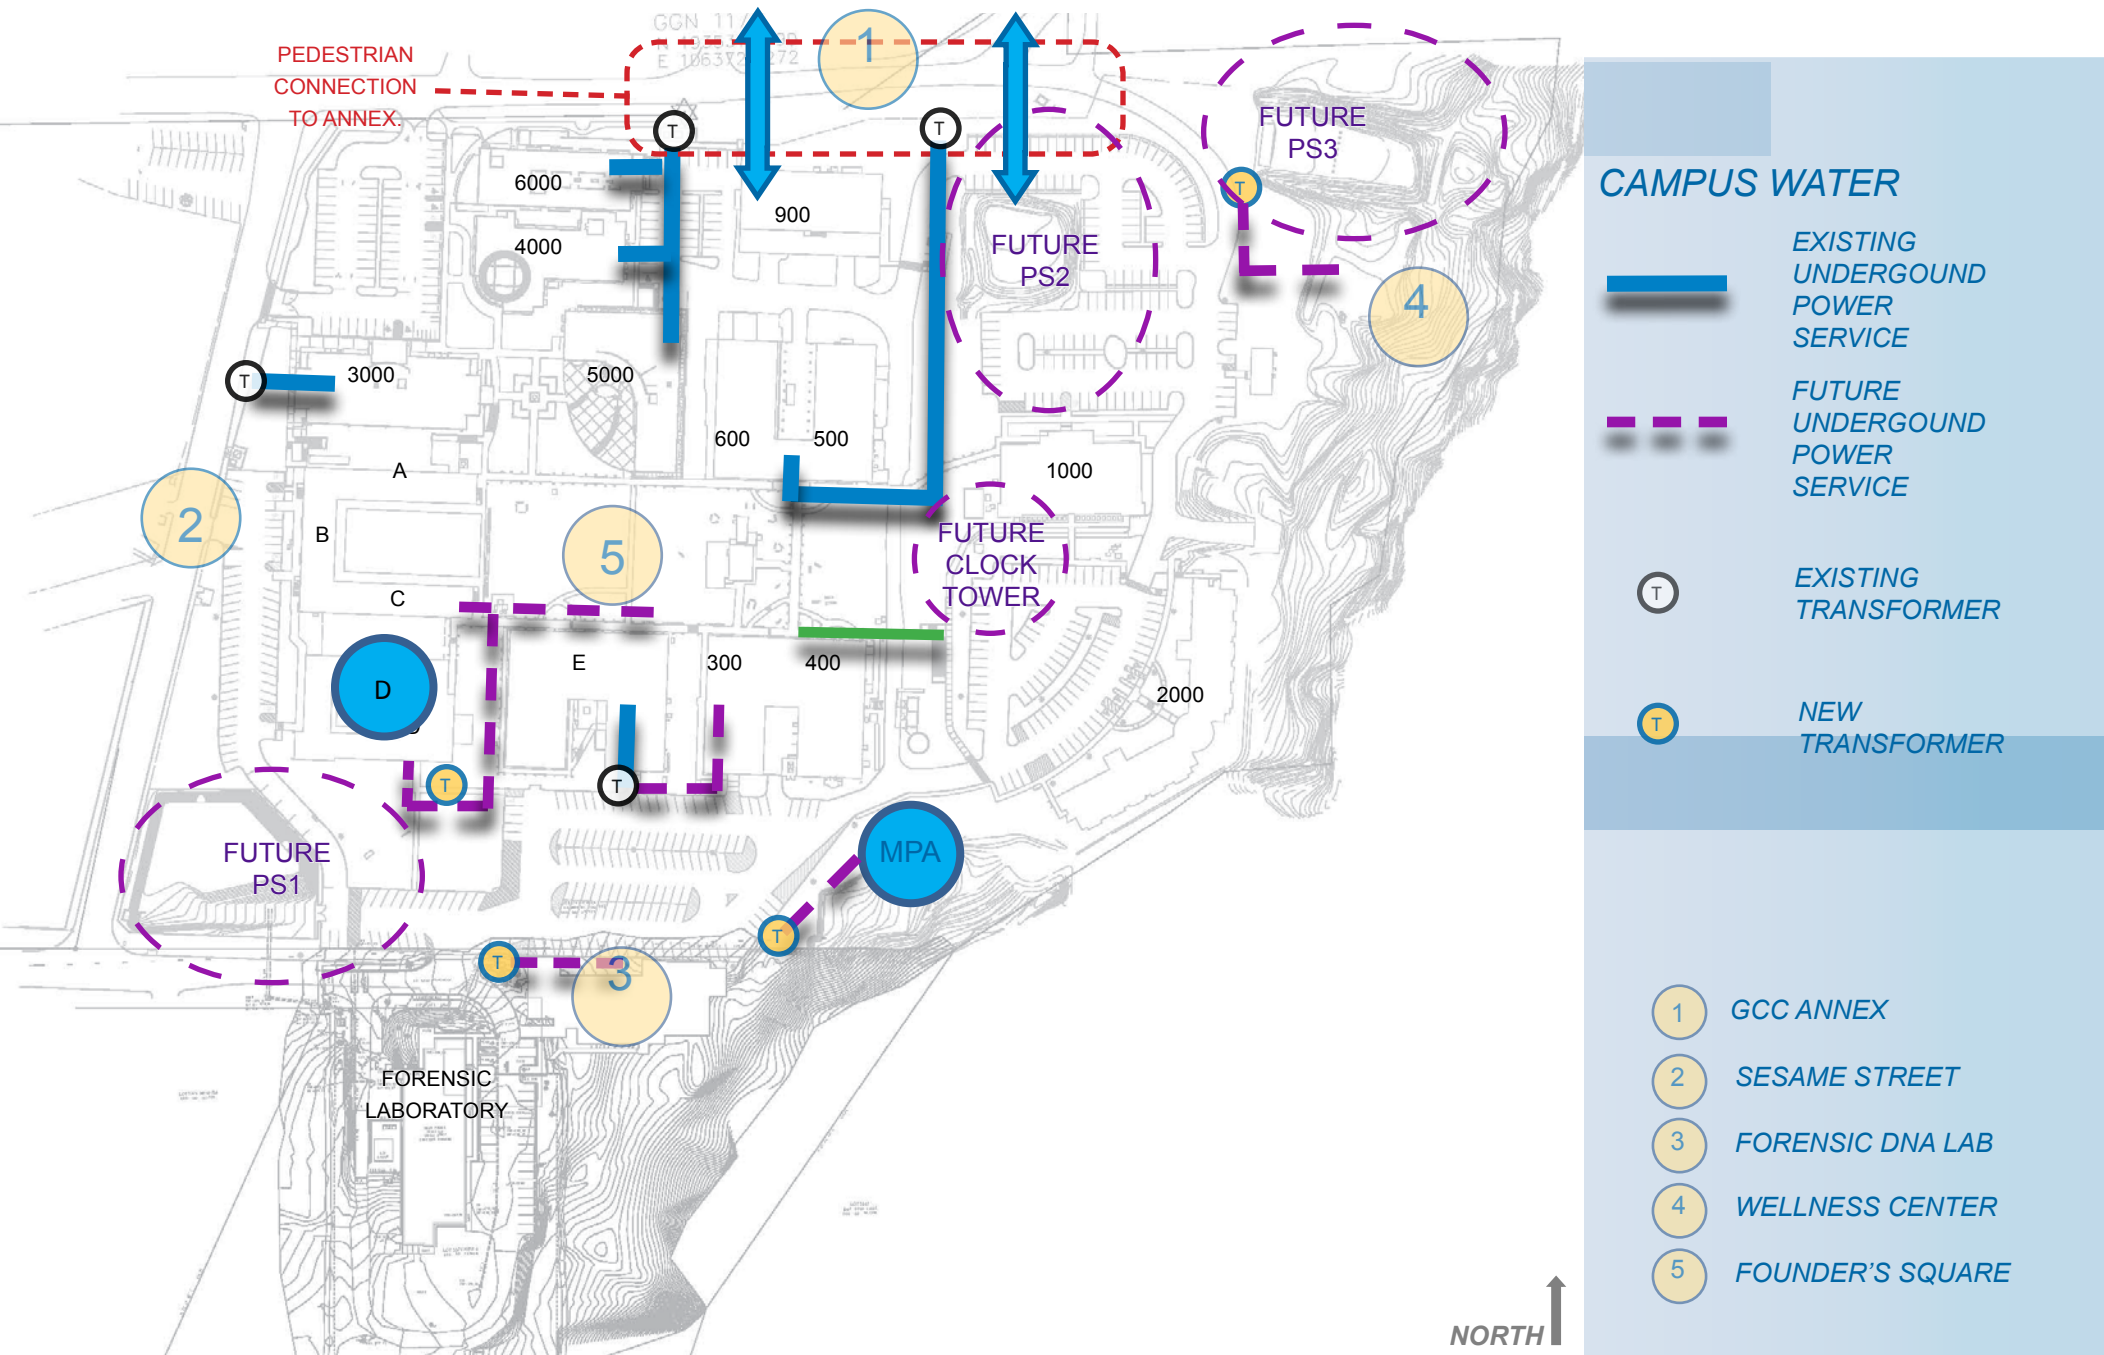 GGN 11
PEDESTRIAN
CONNECTION
TO ANNEX.
1
T
T
FUTURE
PS3
T
6000
900
4000
FUTURE
PS2
4
T
3000
5000
600
500
A
1000
2
B
5
FUTURE
CLOCK
TOWER
C
E
300
400
D
2000
T
T
FUTURE
PS1
MPA
T
T
3
FORENSIC
LABORATORY
NORTH
CAMPUS WATER
EXISTING
UNDERGOUND
POWER
SERVICE
FUTURE
UNDERGOUND
POWER
SERVICE
T
EXISTING
TRANSFORMER
T
NEW
TRANSFORMER
1
GCC ANNEX
2
SESAME STREET
3
FORENSIC DNA LAB
4
WELLNESS CENTER
5
FOUNDER'S SQUARE